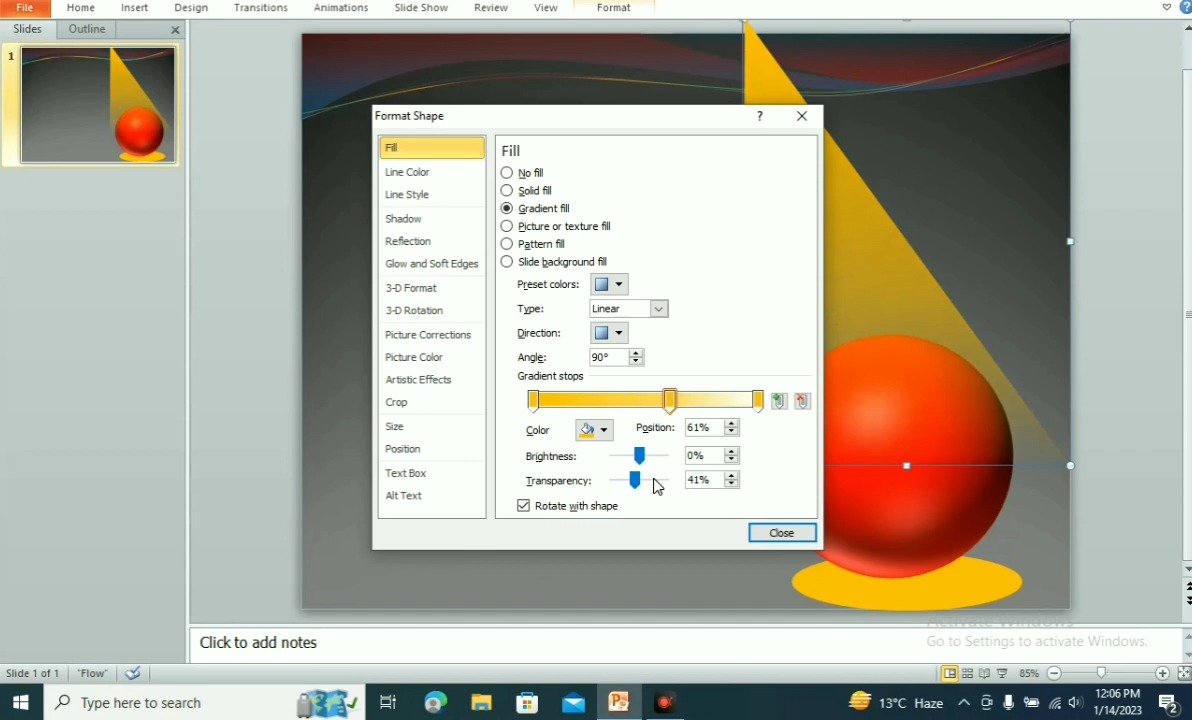 File Home Insert Design Transitions Animations Slide Show Review View Format ?
Slides Outline
1
Format Shape ?
Fill
Line Color
Line Style
Shadow
Reflection
Glow and Soft Edges
3-D Format
3-D Rotation
Picture Corrections
Picture Color
Artistic Effects
Crop
Size
Position
Text Box
Alt Text
Fill
No fill
Solid fill
Gradient fill
Picture or texture fill
Pattern fill
Slide background fill
Preset colors:
Type: Linear
Direction:
Angle: 90°
Gradient stops
Color Position: 61%
Brightness: 0%
Transparency: 41%
Rotate with shape
Close
Activate Windows
Go to Settings to activate Windows.
Click to add notes
Slide 1 of 1 "Flow" 85%
Type here to search
13°C Haze
12:06 PM
1/14/2023
2